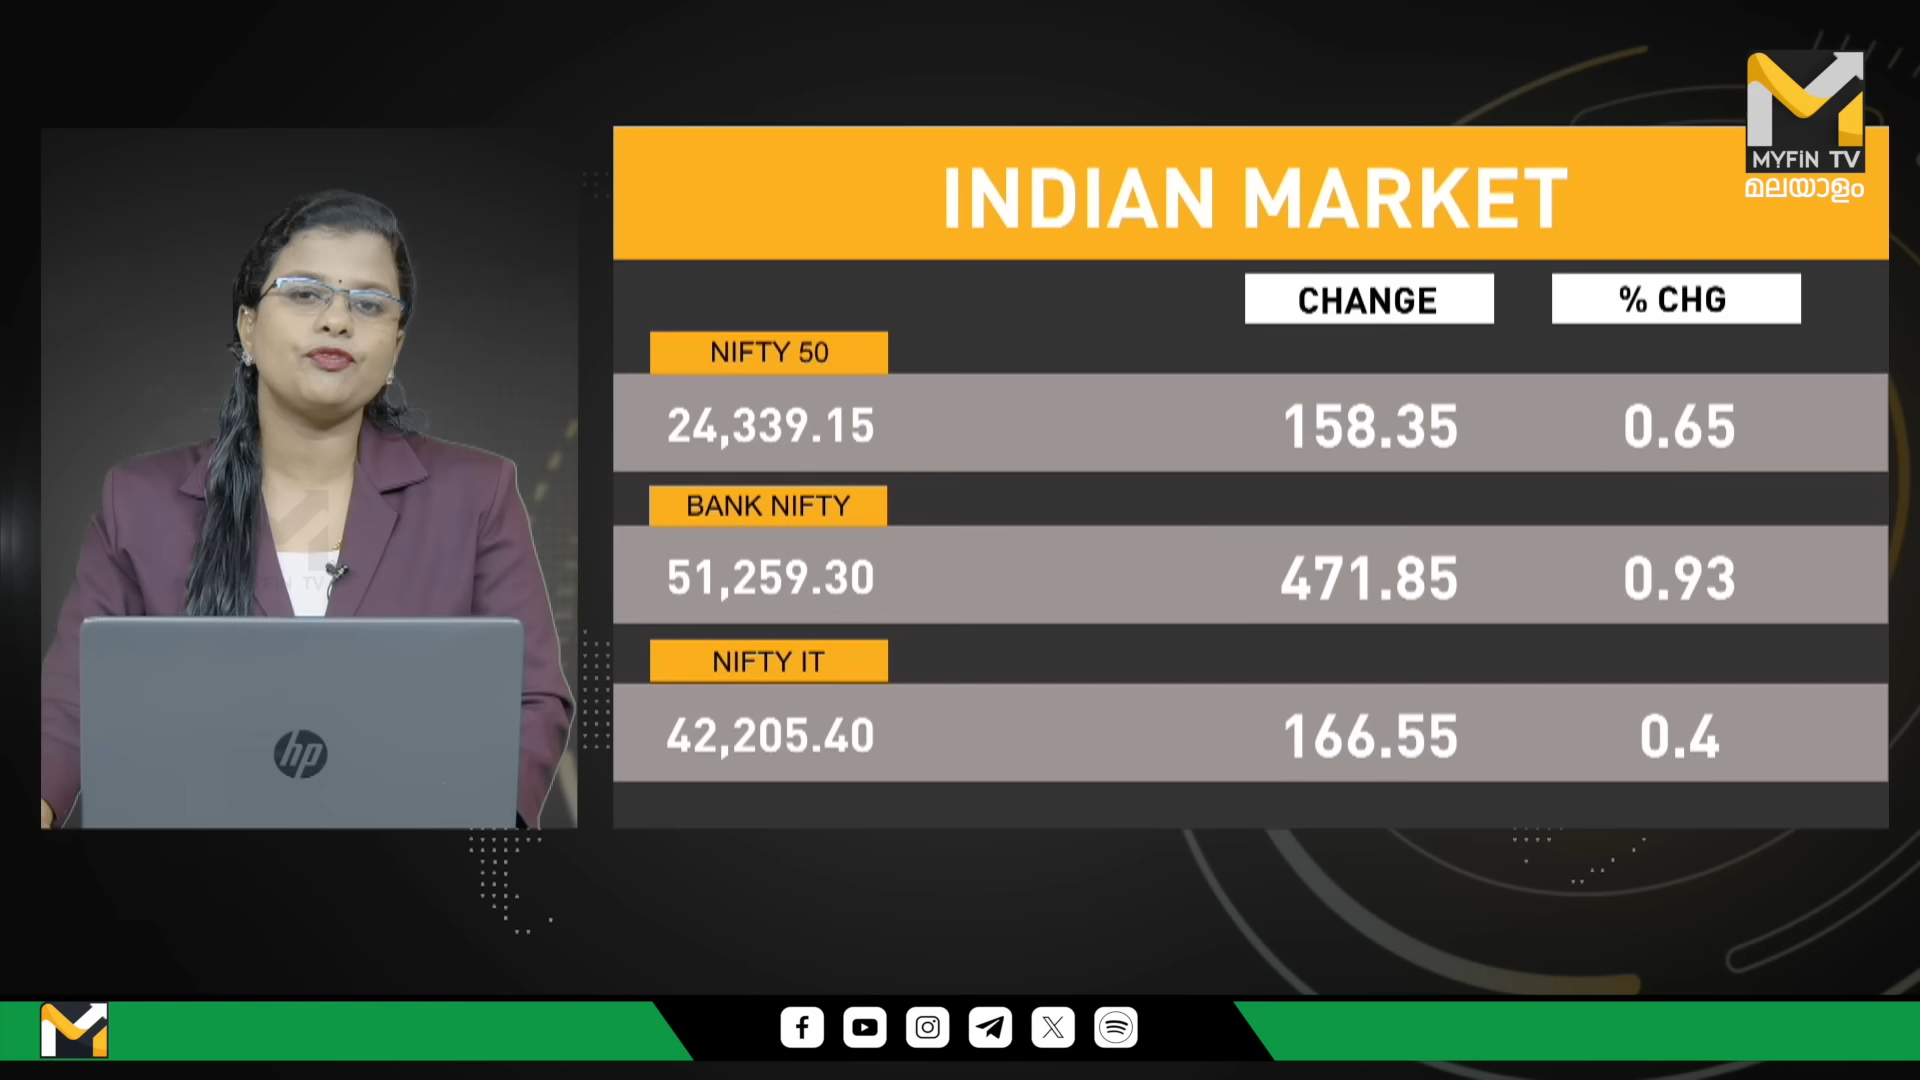 MYFiN TV
മലയാളം
INDIAN MARKET
CHANGE % CHG
NIFTY 50
24,339.15 158.35 0.65
BANK NIFTY
51,259.30 471.85 0.93
NIFTY IT
42,205.40 166.55 0.4
hp